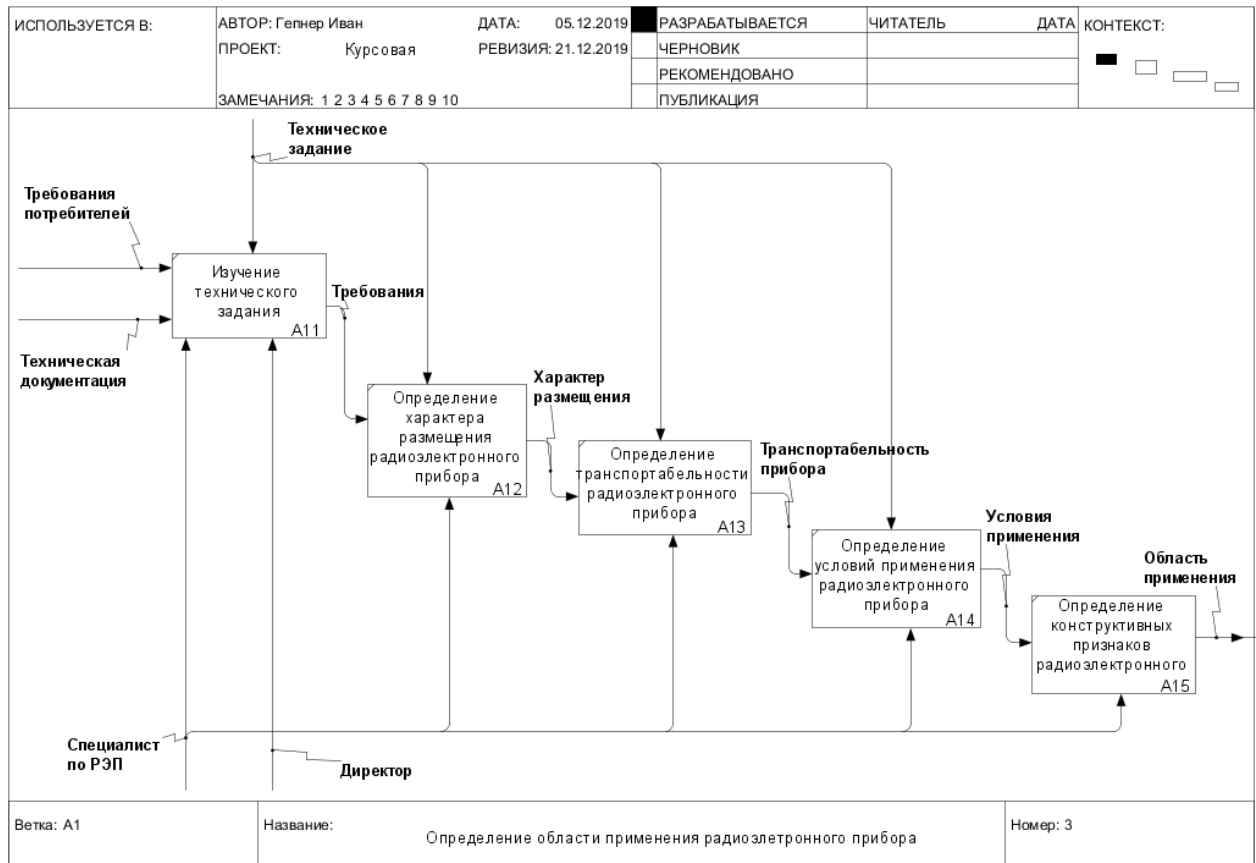 ИСПОЛЬЗУЕТСЯ В:
АВТОР: Гепнер Иван
ДАТА: 05.12.2019
РАЗРАБАТЫВАЕТСЯ
ЧИТАТЕЛЬ
ДАТА
КОНТЕКСТ:
ПРОЕКТ: Курсовая
РЕВИЗИЯ: 21.12.2019
ЧЕРНОВИК
РЕКОМЕНДОВАНО
ЗАМЕЧАНИЯ: 1 2 3 4 5 6 7 8 9 10
ПУБЛИКАЦИЯ
Техническое
задание
Требования
потребителей
Изучение
технического
задания
A11
Требования
Техническая
документация
Определение
характера
размещения
радиоэлектронного
прибора
A12
Характер
размещения
Определение
транспортабельности
радиоэлектронного
прибора
A13
Транспортабельность
прибора
Определение
условий применения
радиоэлектронного
прибора
A14
Условия
применения
Определение
конструктивных
признаков
радиоэлектронного
A15
Область
применения
Специалист
по РЭП
Директор
Ветка: A1
Название:
Определение области применения радиоэлетронного прибора
Номер: 3